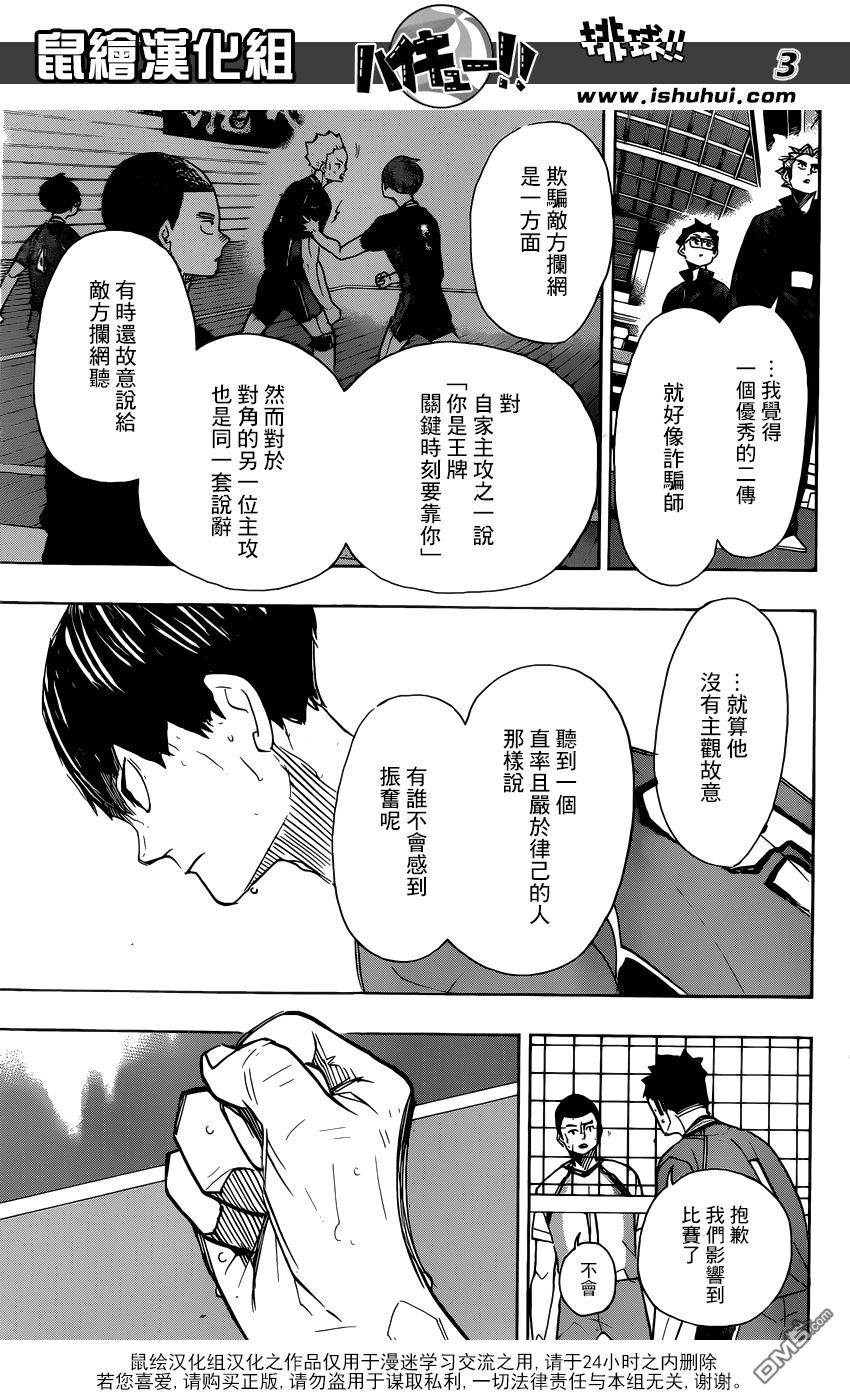 鼠繪漢化組
ハイキュー!!
排球!!
3
www.ishuhui.com
…我覺得
一個優秀的二傳
就好像詐騙師
欺騙敵方攔網
是一方面
對
自家主攻之一說
「你是王牌
關鍵時刻要靠你」
然而對於
對角的另一位主攻
也是同一套說辭
有時還故意說給
敵方攔網聽
…就算他
沒有主觀故意
聽到一個
直率且嚴於律己的人
那樣說
有誰不會感到
振奮呢
抱歉
我們影響到
比賽了
不會
鼠绘汉化组汉化之作品仅用于漫迷学习交流之用, 请于24小时之内删除
若您喜爱, 请购买正版, 请勿盗用于谋取私利, 一切法律责任与本组无关, 谢谢。